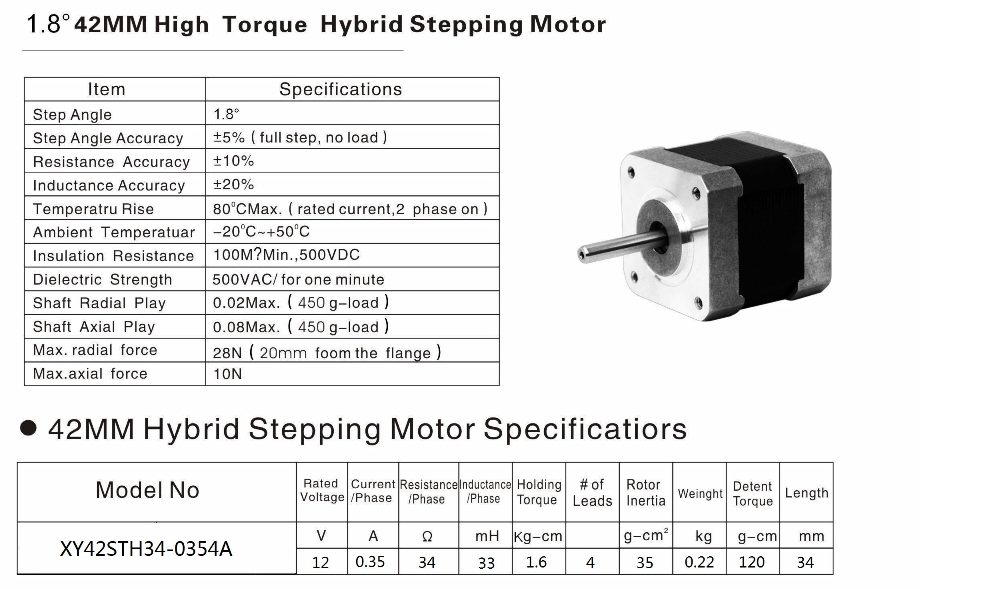 1.8° 42MM High Torque Hybrid Stepping Motor
Item Specifications
Step Angle 1.8°
Step Angle Accuracy ±5% ( full step, no load )
Resistance Accuracy ±10%
Inductance Accuracy ±20%
Temperatru Rise 80°CMax. ( rated current,2 phase on )
Ambient Temperatuar −20°C~+50°C
Insulation Resistance 100M?Min.,500VDC
Dielectric Strength 500VAC/ for one minute
Shaft Radial Play 0.02Max. ( 450 g−load )
Shaft Axial Play 0.08Max. ( 450 g−load )
Max. radial force 28N ( 20mm foom the flange )
Max.axial force 10N
● 42MM Hybrid Stepping Motor Specificatiors
Model No Rated Voltage Current /Phase Resistance /Phase Inductance /Phase Holding Torque # of Leads Rotor Inertia Weinght Detent Torque Length
V A Ω mH Kg−cm g−cm² kg g−cm mm
XY42STH34-0354A 12 0.35 34 33 1.6 4 35 0.22 120 34